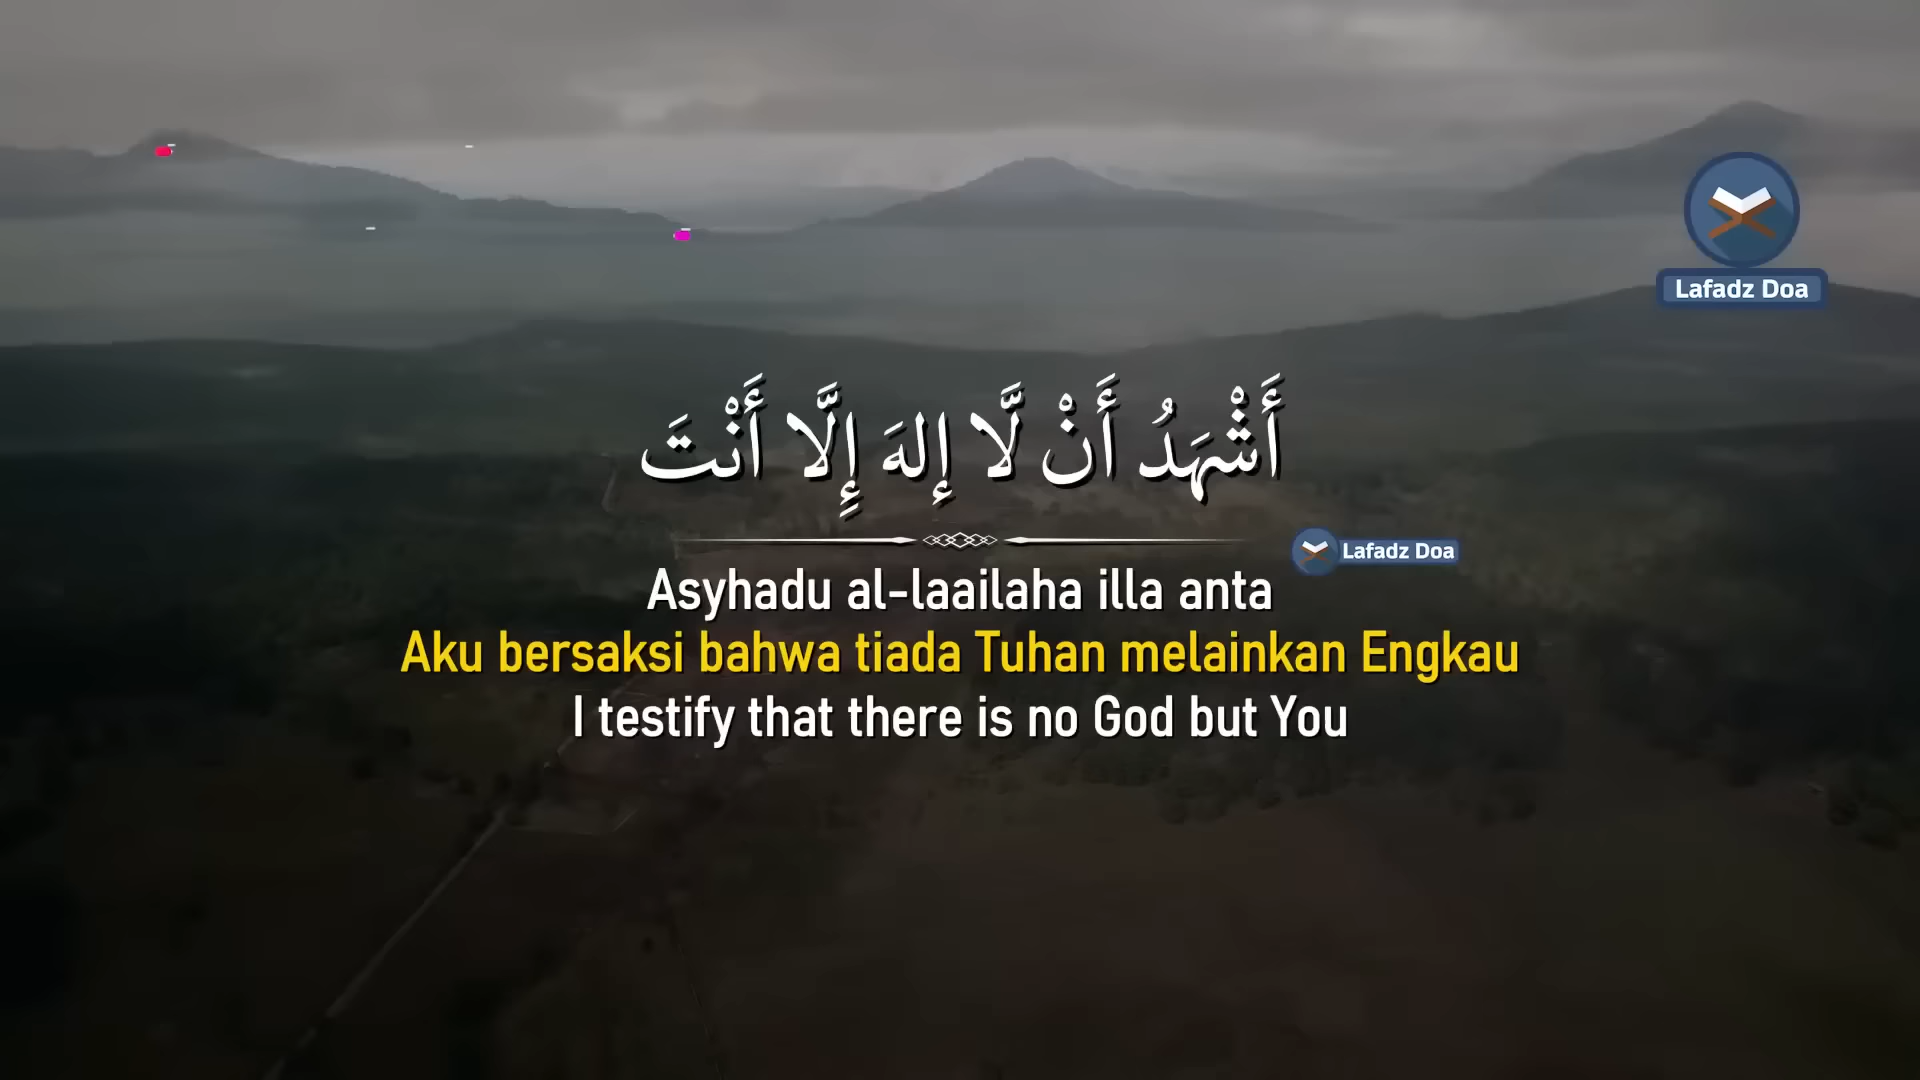 Lafadz Doa
أَشْهَدُ أَنْ لَّا إِلهَ إِلَّا أَنْتَ
Lafadz Doa
Asyhadu al-laailaha illa anta
Aku bersaksi bahwa tiada Tuhan melainkan Engkau
I testify that there is no God but You